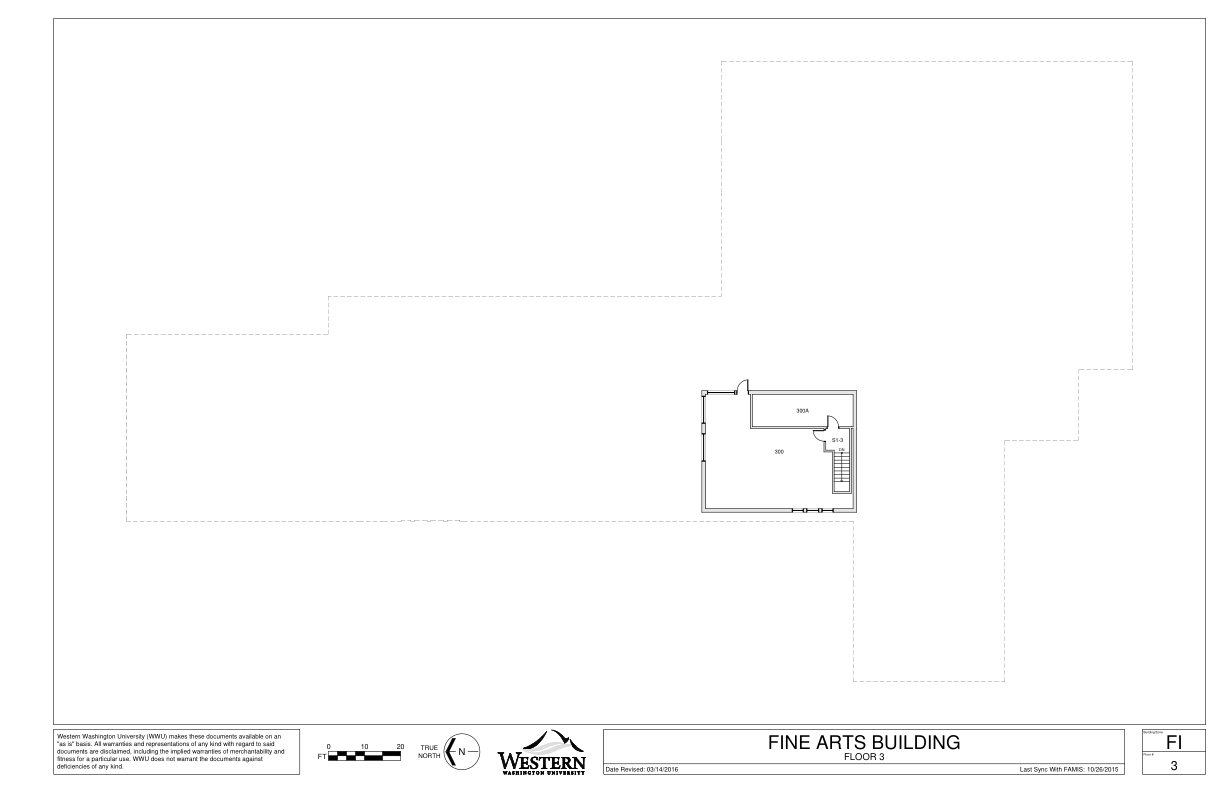 300A
S1-3
DN
300
Western Washington University (WWU) makes these documents available on an
"as is" basis. All warranties and representations of any kind with regard to said
documents are disclaimed, including the implied warranties of merchantability and
fitness for a particular use. WWU does not warrant the documents against
deficiencies of any kind.
0 10 20
FT
TRUE
NORTH
N
WESTERN
WASHINGTON UNIVERSITY
FINE ARTS BUILDING
FLOOR 3
Date Revised: 03/14/2016
Last Sync With FAMIS: 10/26/2015
FI
Floor #
3